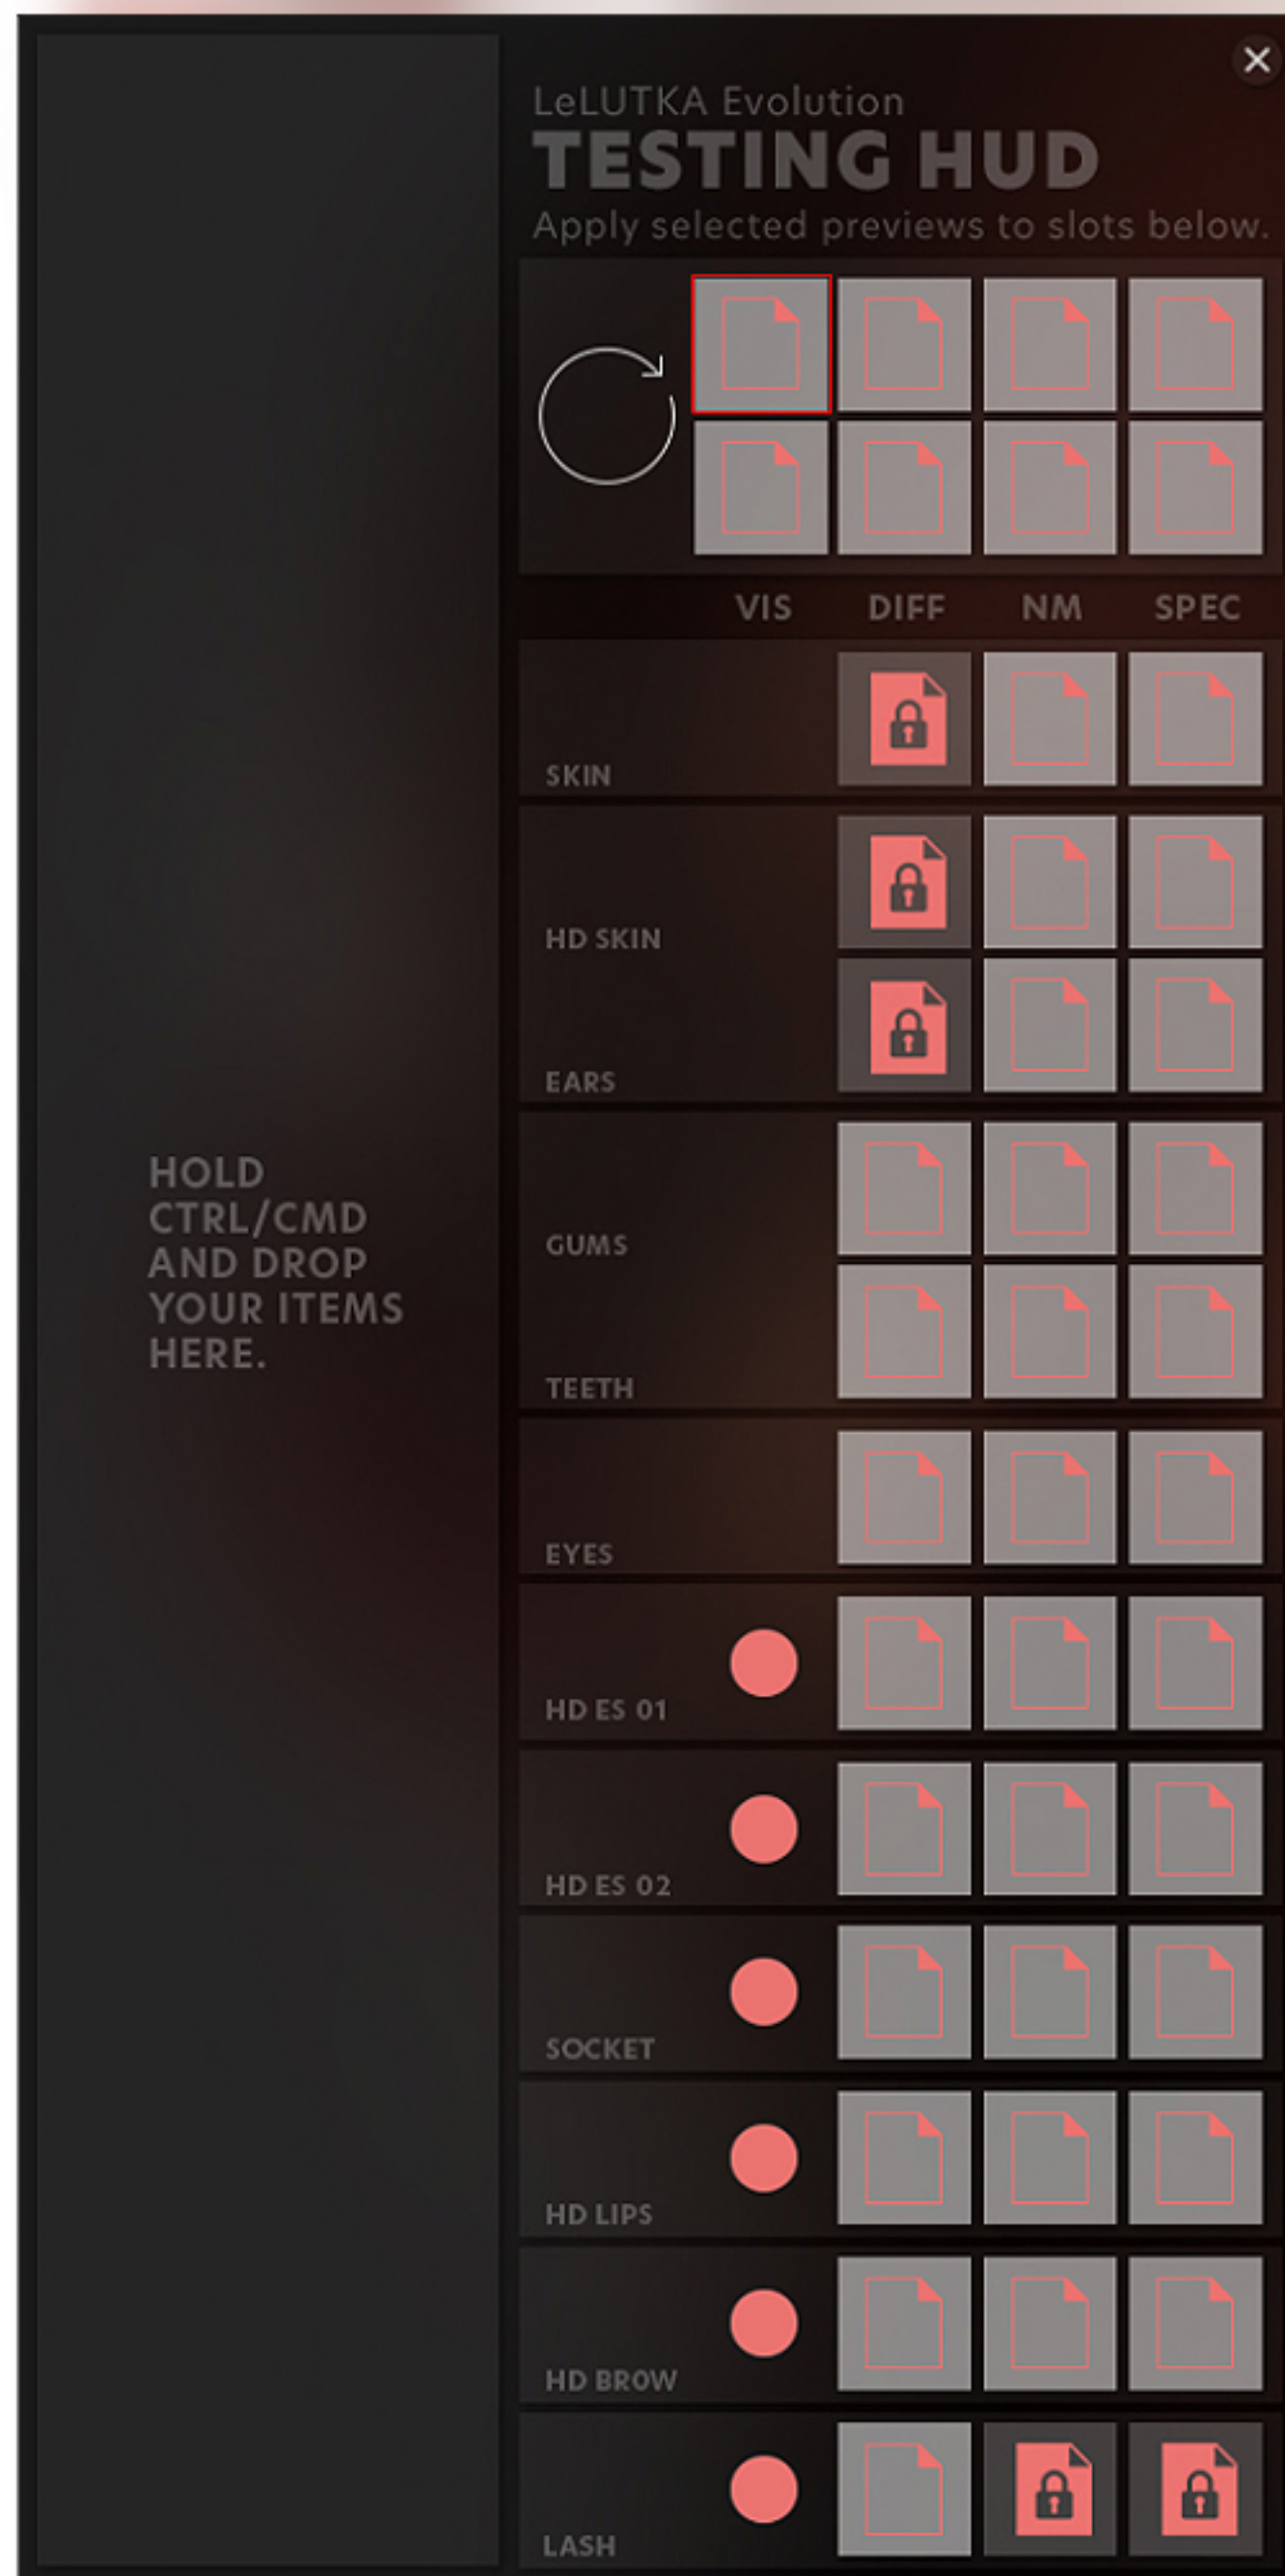 LeLUTKA Evolution
TESTING HUD
Apply selected previews to slots below.
VIS DIFF NM SPEC
SKIN
HD SKIN
EARS
HOLD
CTRL/CMD
AND DROP
YOUR ITEMS
HERE.
GUMS
TEETH
EYES
HD ES 01
HD ES 02
SOCKET
HD LIPS
HD BROW
LASH